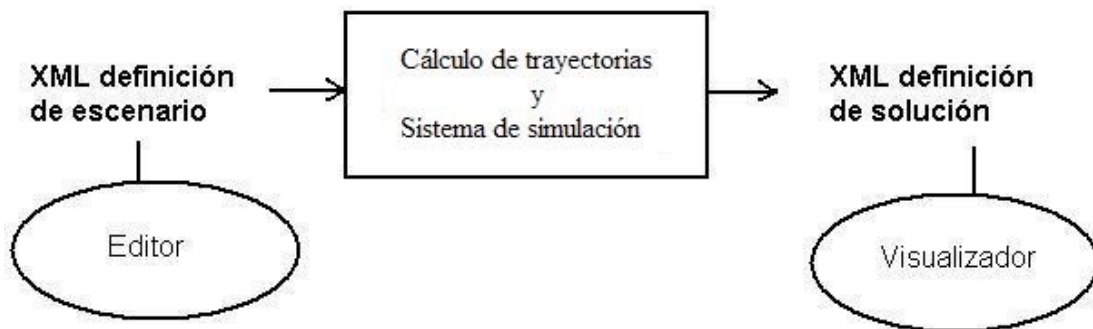 XML definición
de escenario
Cálculo de trayectorias
y
Sistema de simulación
XML definición
de solución
Editor
Visualizador